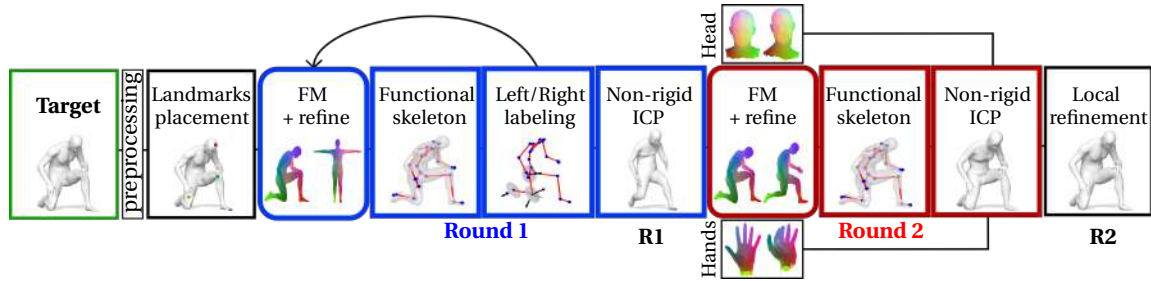 Head
Target
preprocessing
Landmarks
placement
FM
+ refine
Functional
skeleton
Left/Right
labeling
Non-rigid
ICP
FM
+ refine
Functional
skeleton
Non-rigid
ICP
Local
refinement
Round 1
R1
Hands
Round 2
R2